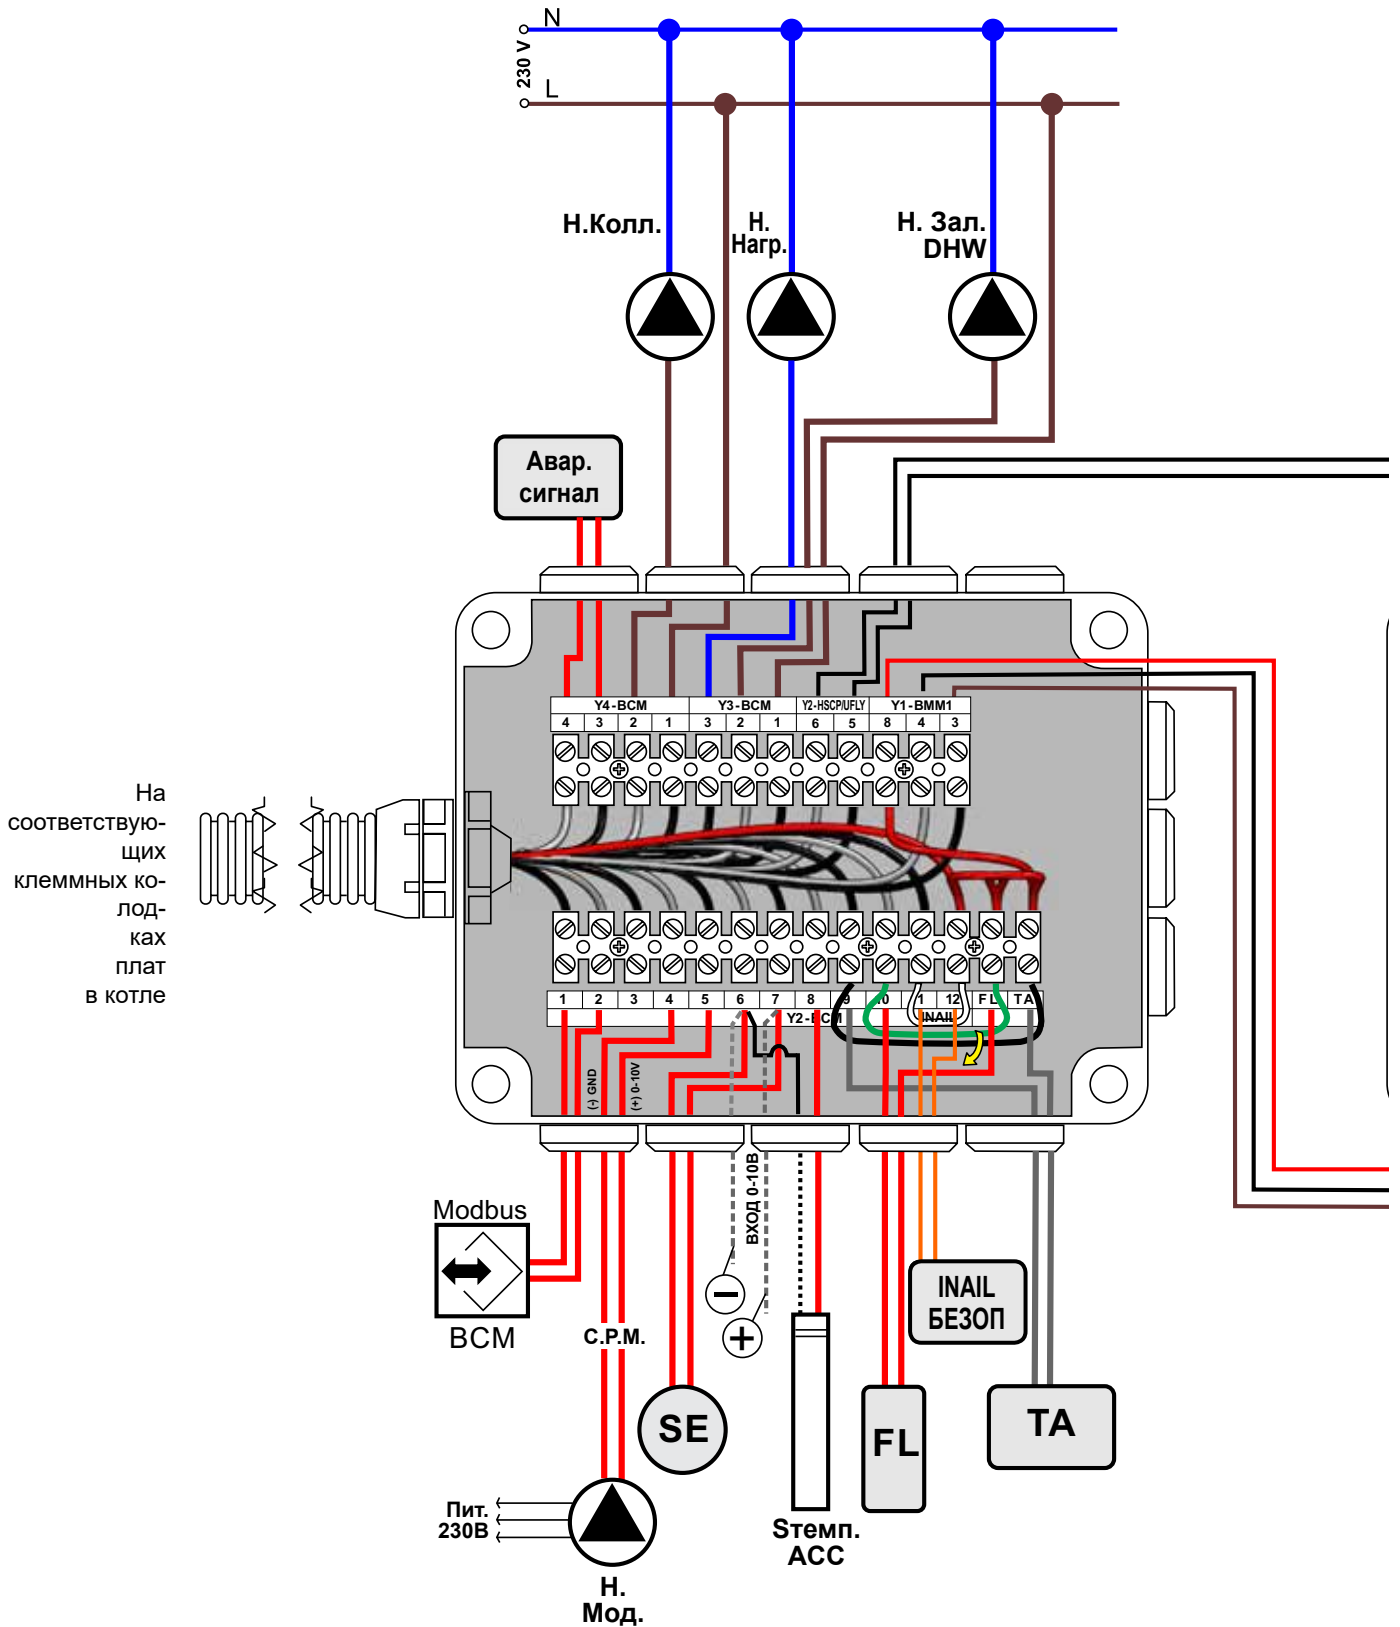 N
230 V
L
Н.Колл.
Н.
Нагр.
Н. Зал.
DHW
Авар.
сигнал
Y4-BCM
Y3-BCM
Y2-HSCP/UFLY
Y1-BMM1
4 3 2 1 3 2 1 6 5 8 4 3
На
соответствую-
щих
клеммных ко-
лод-
ках
плат
в котле
1 2 3 4 5 6 7 8 9 10 11 12 FL TA
Y2-BCM
INAIL
(-) GND
(+) 0-10V
ВХОД 0-10В
Modbus
BCM
С.Р.М.
INAIL
БЕЗОП
SE
FL
TA
Пит.
230В
Sтемп.
ACC
Н.
Мод.